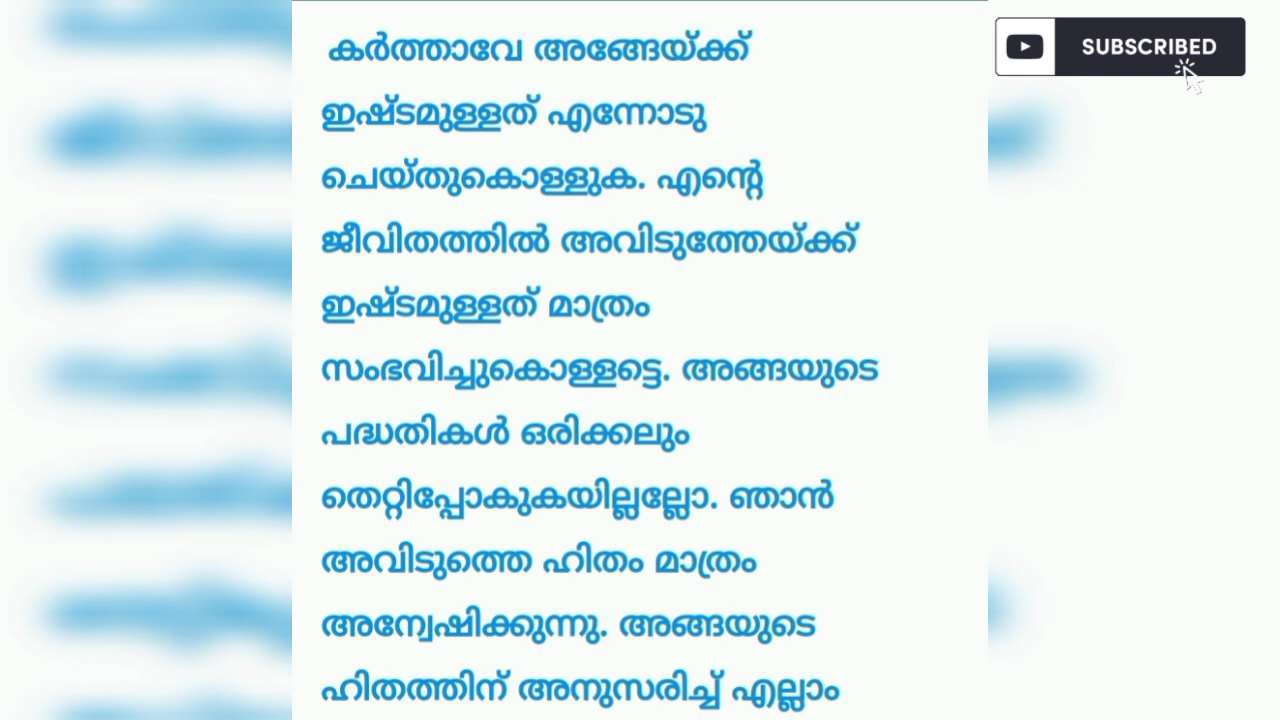 കർത്താവേ അങ്ങേയ്ക്ക്
SUBSCRIBED
ഇഷ്ടമുള്ളത് എന്നോടു
ചെയ്തുകൊള്ളുക. എന്റെ
ജീവിതത്തിൽ അവിടുത്തേയ്ക്ക്
ഇഷ്ടമുള്ളത് മാത്രം
സംഭവിച്ചുകൊള്ളട്ടെ. അങ്ങയുടെ
പദ്ധതികൾ ഒരിക്കലും
തെറ്റിപ്പോകുകയില്ലല്ലോ. ഞാൻ
അവിടുത്തെ ഹിതം മാത്രം
അന്വേഷിക്കുന്നു. അങ്ങയുടെ
ഹിതത്തിന് അനുസരിച്ച് എല്ലാം